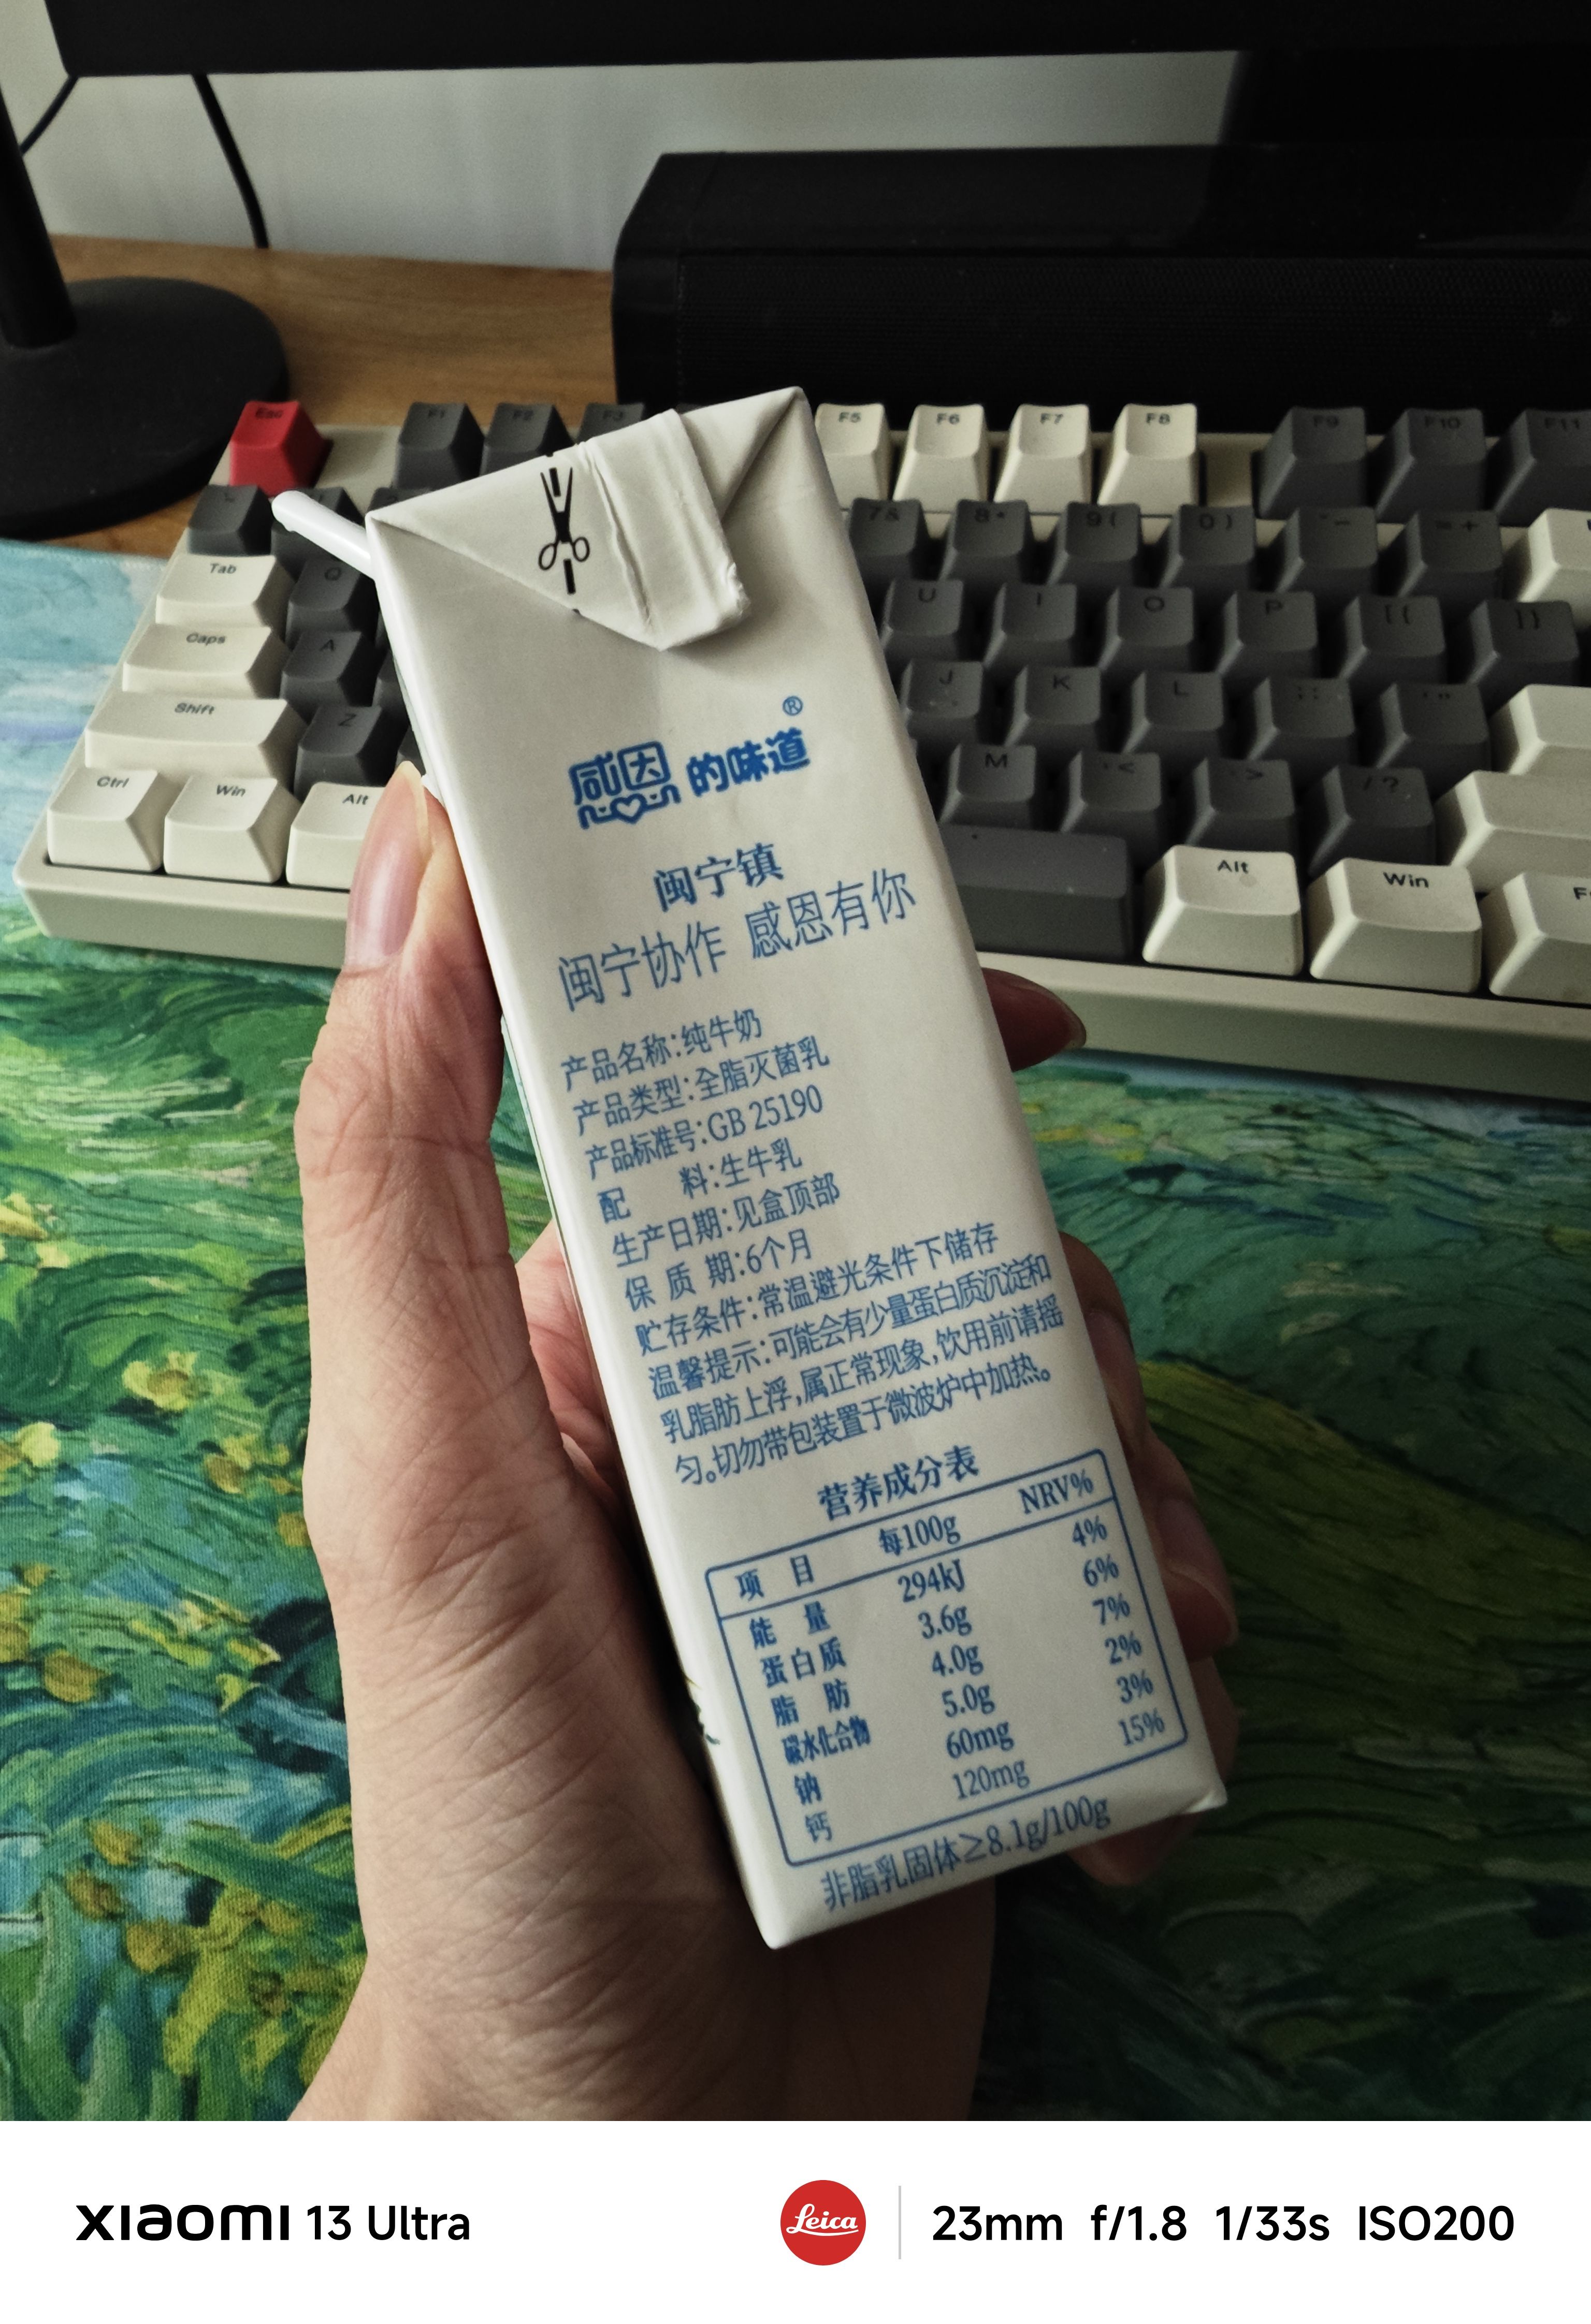 Esc F1 F2 F3 F5 F6 F7 F8 F9 F10 F11
7& 8* 9( 0) -- =+
Tab Q U I O P [{ ]}
Caps A J K L ;: '"
Shift Z M ,< .> /?
Ctrl Win Alt Alt Win
®
感恩的味道
闽宁镇
闽宁协作 感恩有你
产品名称:纯牛奶
产品类型:全脂灭菌乳
产品标准号:GB 25190
配 料:生牛乳
生产日期:见盒顶部
保 质 期:6个月
贮存条件:常温避光条件下储存
温馨提示:可能会有少量蛋白质沉淀和
乳脂肪上浮,属正常现象,饮用前请摇
匀。切勿带包装置于微波炉中加热。
营养成分表
项 目 每100g NRV%
能 量 294kJ 4%
蛋白质 3.6g 6%
脂 肪 4.0g 7%
碳水化合物 5.0g 2%
钠 60mg 3%
钙 120mg 15%
非脂乳固体≥8.1g/100g
XIAOMI 13 Ultra
Leica
23mm f/1.8 1/33s ISO200